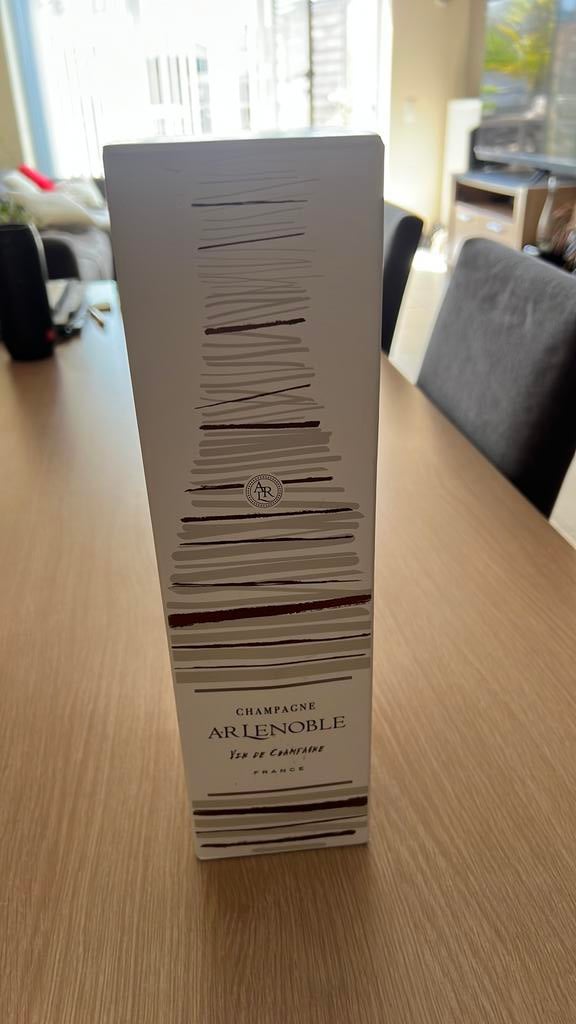 AR
CHAMPAGNE
A·R LENOBLE
VIN DE CHAMPAGNE
FRANCE